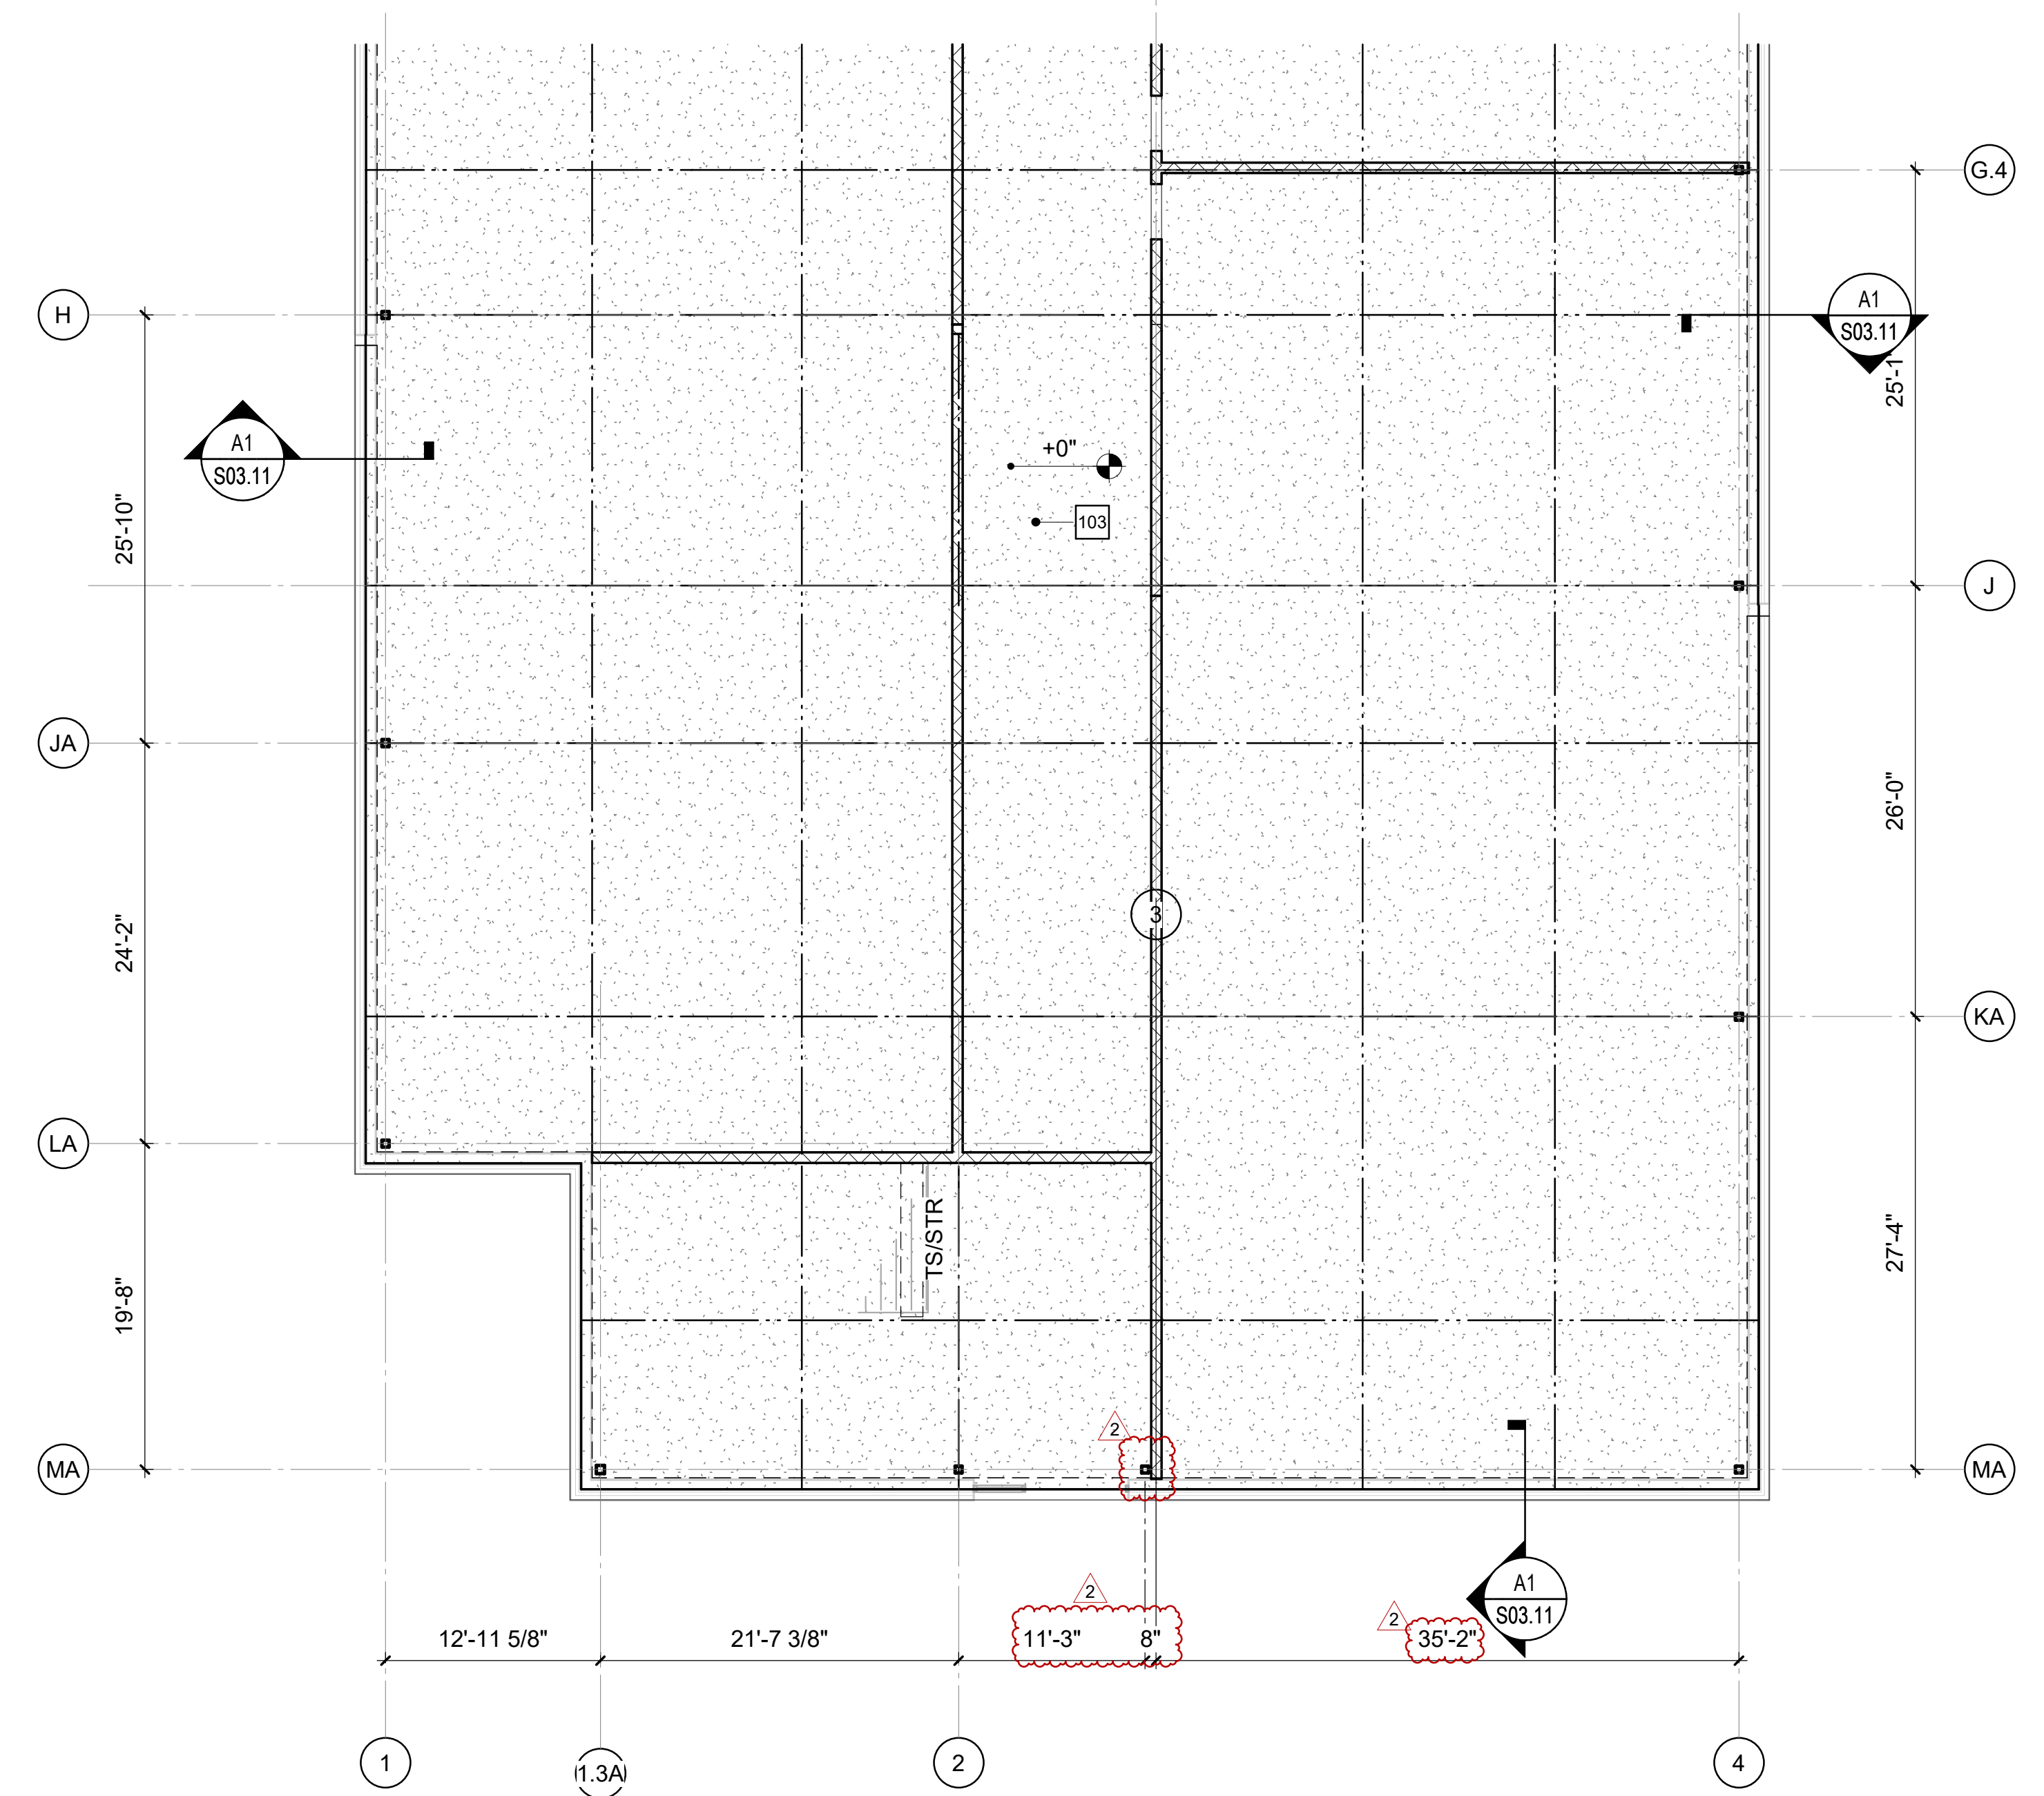 G.4
H
A1
S03.11
25'-1
A1
S03.11
+0"
103
25'-10"
J
JA
26'-0"
3
24'-2"
KA
LA
TS/STR
27'-4"
19'-8"
2
MA
MA
2
A1
S03.11
2
12'-11 5/8"
21'-7 3/8"
11'-3"
8"
35'-2"
1
1.3A
2
4